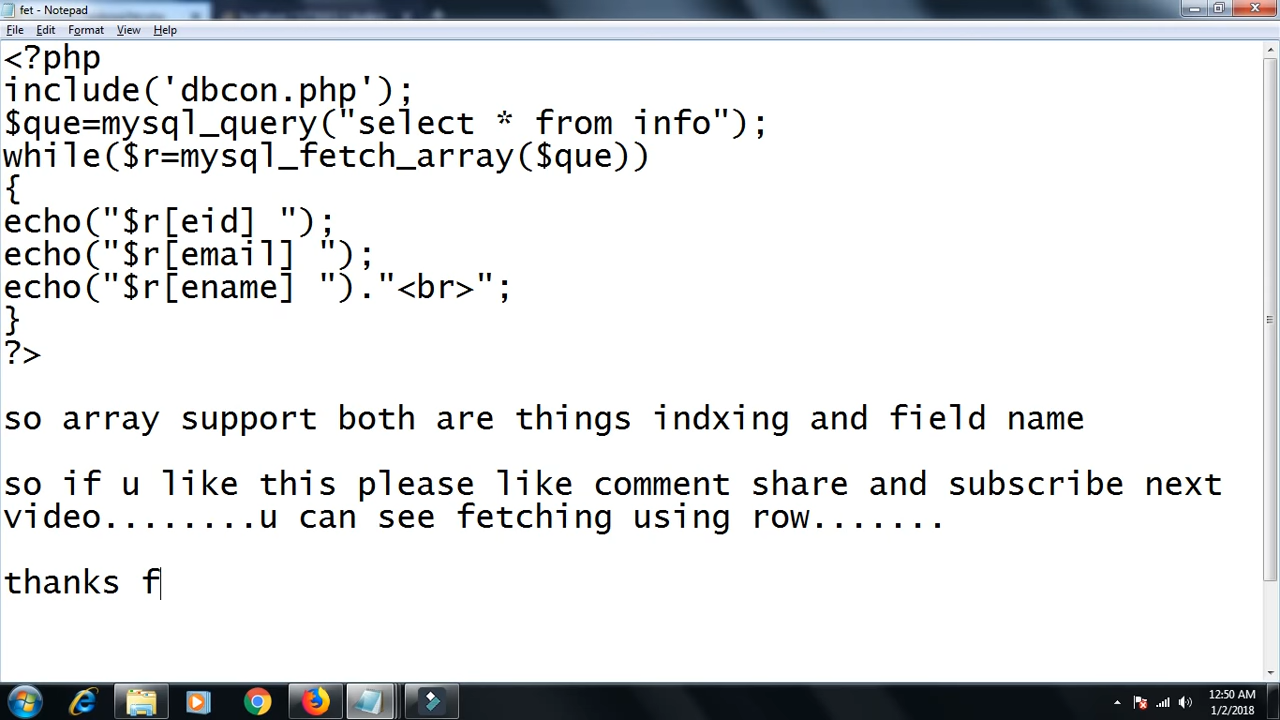 fet - Notepad
File Edit Format View Help
<?php
include('dbcon.php');
$que=mysql_query("select * from info");
while($r=mysql_fetch_array($que))
{
echo("$r[eid] ");
echo("$r[email] ");
echo("$r[ename] ")."<br>";
}
?>
so array support both are things indxing and field name
so if u like this please like comment share and subscribe next
video........u can see fetching using row.......
thanks f
12:50 AM
1/2/2018